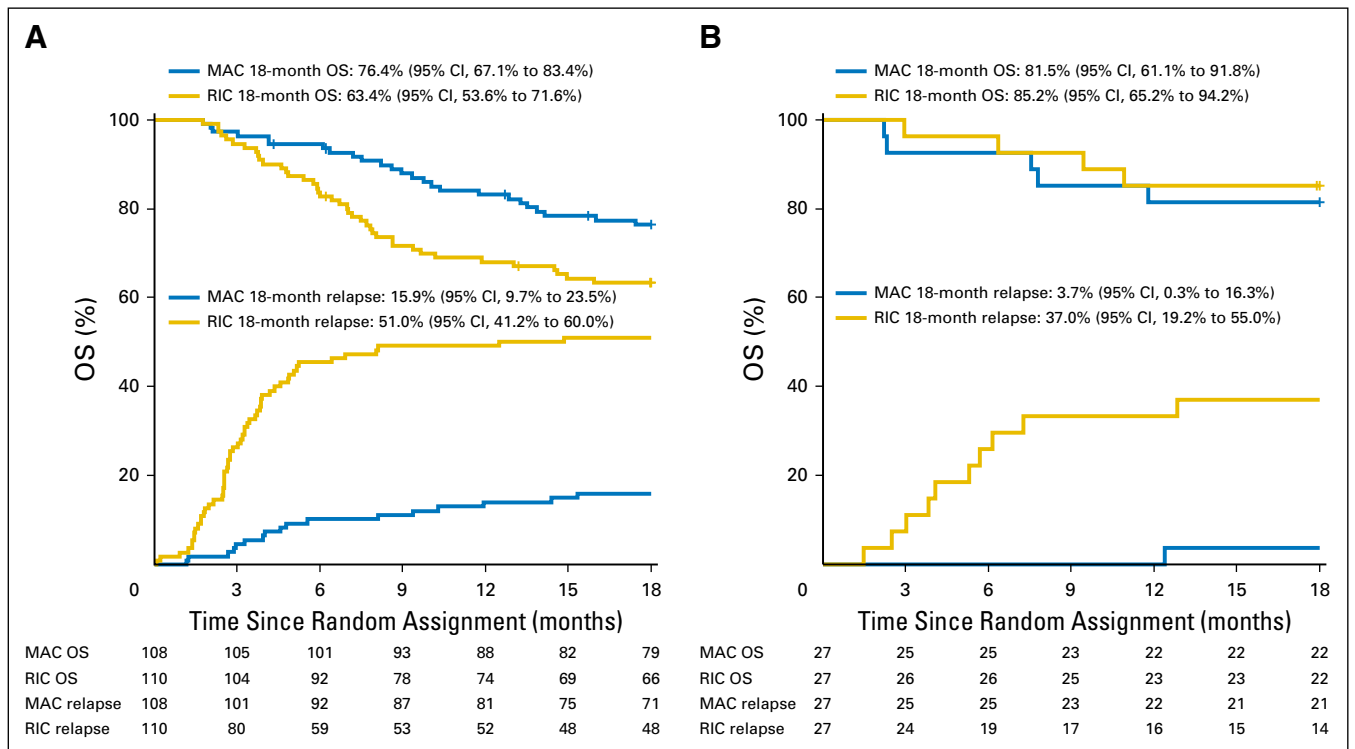 A
MAC 18-month OS: 76.4% (95% CI, 67.1% to 83.4%)
RIC 18-month OS: 63.4% (95% CI, 53.6% to 71.6%)
100
80
60
40
20
0
OS (%)
MAC 18-month relapse: 15.9% (95% CI, 9.7% to 23.5%)
RIC 18-month relapse: 51.0% (95% CI, 41.2% to 60.0%)
3 6 9 12 15 18
Time Since Random Assignment (months)
MAC OS 108 105 101 93 88 82 79
RIC OS 110 104 92 78 74 69 66
MAC relapse 108 101 92 87 81 75 71
RIC relapse 110 80 59 53 52 48 48
B
MAC 18-month OS: 81.5% (95% CI, 61.1% to 91.8%)
RIC 18-month OS: 85.2% (95% CI, 65.2% to 94.2%)
100
80
60
40
20
0
OS (%)
MAC 18-month relapse: 3.7% (95% CI, 0.3% to 16.3%)
RIC 18-month relapse: 37.0% (95% CI, 19.2% to 55.0%)
3 6 9 12 15 18
Time Since Random Assignment (months)
MAC OS 27 25 25 23 22 22 22
RIC OS 27 26 26 25 23 23 22
MAC relapse 27 25 25 23 22 21 21
RIC relapse 27 24 19 17 16 15 14